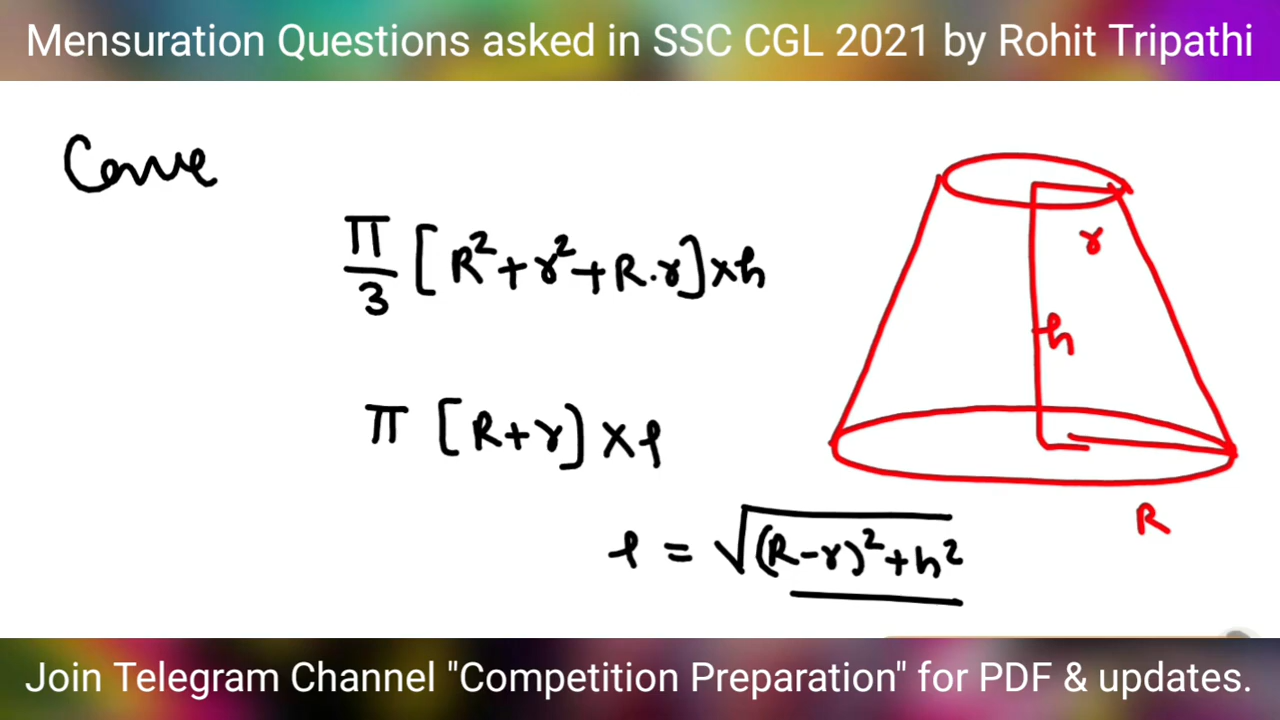 Mensuration Questions asked in SSC CGL 2021 by Rohit Tripathi
π/3 [R²+r²+R.r]×h
r
h
π [R+r]×l
R
l = √(R-r)²+h²
Join Telegram Channel "Competition Preparation" for PDF & updates.